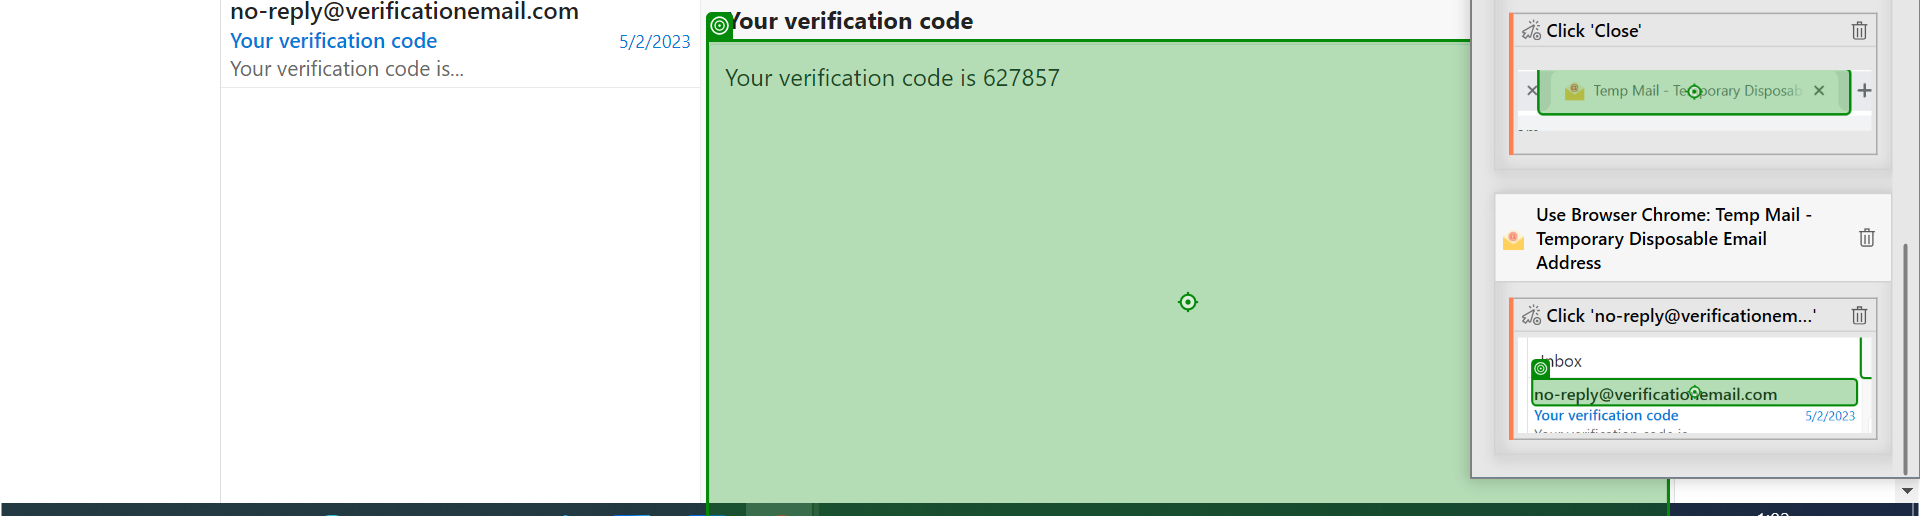 no-reply@verificationemail.com
Your verification code 5/2/2023
Your verification code is...
Your verification code
Your verification code is 627857
Click 'Close'
Temp Mail - Temporary Disposab
Use Browser Chrome: Temp Mail -
Temporary Disposable Email
Address
Click 'no-reply@verificationem...'
Inbox
no-reply@verificationemail.com
Your verification code 5/2/2023